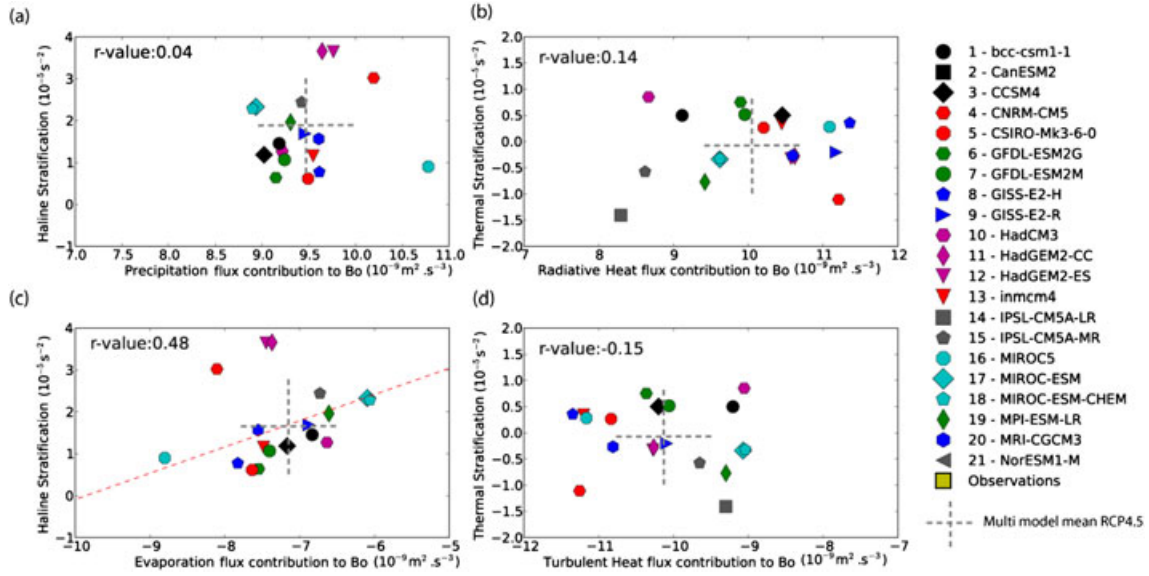 (a)
r-value:0.04
Haline Stratification (10⁻⁵s⁻²)
4
3
2
1
0
−1
7.0 7.5 8.0 8.5 9.0 9.5 10.0 10.5 11.0
Precipitation flux contribution to Bo (10⁻⁹m².s⁻³)
(b)
r-value:0.14
Thermal Stratification (10⁻⁵s⁻²)
2.0
1.5
1.0
0.5
0.0
−0.5
−1.0
−1.5
−2.0
7 8 9 10 11 12
Radiative Heat flux contribution to Bo (10⁻⁹m².s⁻³)
(c)
r-value:0.48
Haline Stratification (10⁻⁵s⁻²)
4
3
2
1
0
−1
−10 −9 −8 −7 −6 −5
Evaporation flux contribution to Bo (10⁻⁹m².s⁻³)
(d)
r-value:-0.15
Thermal Stratification (10⁻⁵s⁻²)
2.0
1.5
1.0
0.5
0.0
−0.5
−1.0
−1.5
−2.0
−12 −11 −10 −9 −8 −7
Turbulent Heat flux contribution to Bo (10⁻⁹m².s⁻³)
1 - bcc-csm1-1
2 - CanESM2
3 - CCSM4
4 - CNRM-CM5
5 - CSIRO-Mk3-6-0
6 - GFDL-ESM2G
7 - GFDL-ESM2M
8 - GISS-E2-H
9 - GISS-E2-R
10 - HadCM3
11 - HadGEM2-CC
12 - HadGEM2-ES
13 - inmcm4
14 - IPSL-CM5A-LR
15 - IPSL-CM5A-MR
16 - MIROC5
17 - MIROC-ESM
18 - MIROC-ESM-CHEM
19 - MPI-ESM-LR
20 - MRI-CGCM3
21 - NorESM1-M
Observations
Multi model mean RCP4.5